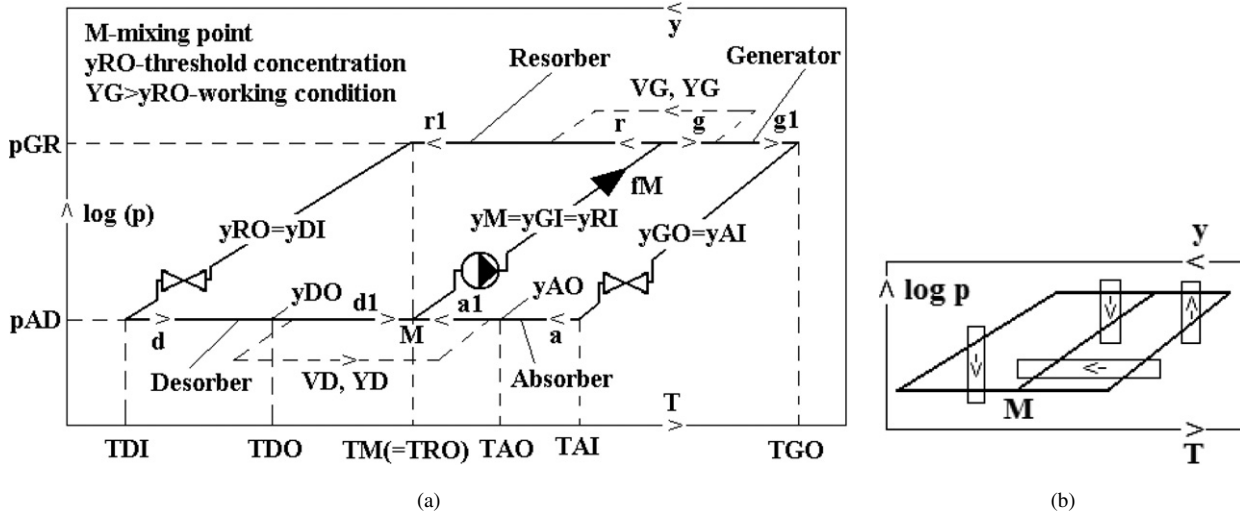 y
M-mixing point
yRO-threshold concentration
YG>yRO-working condition
Resorber
Generator
VG, YG
r1
r
g
g1
pGR
fM
log (p)
yM=yGI=yRI
yRO=yDI
yGO=yAI
yDO
yAO
d1
a1
pAD
d
M
a
Desorber
VD, YD
Absorber
T
TDI
TDO
TM(=TRO)
TAO
TAI
TGO
(a)
y
log p
M
T
(b)